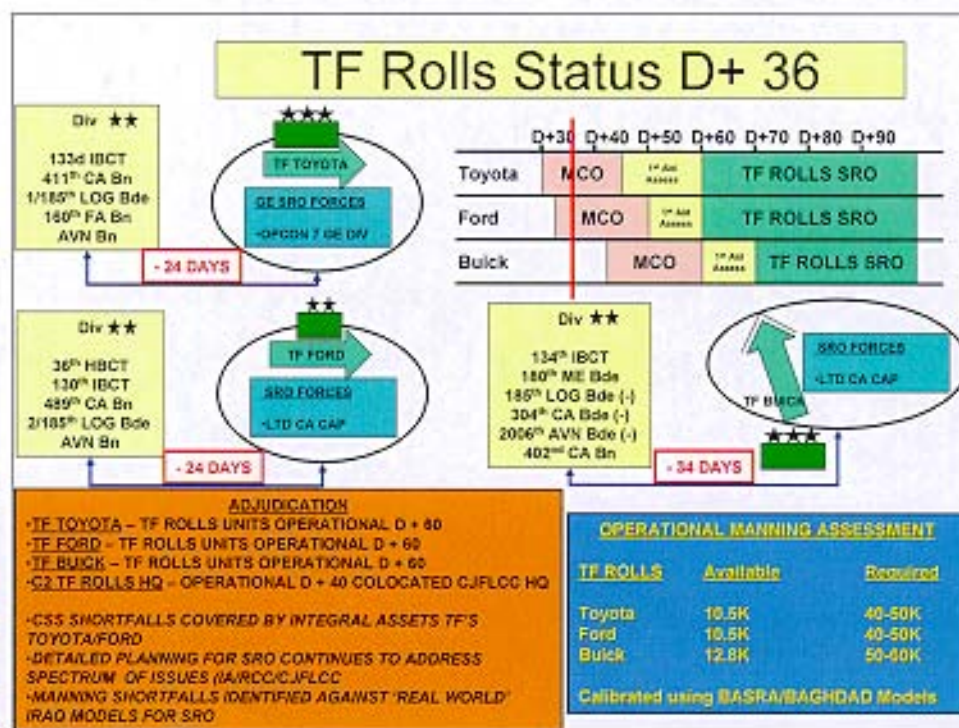 TF Rolls Status D+ 36
Div ★★
133d IBCT
411th CA Bn
1/185th LOG Bde
160th FA Bn
AVN Bn
- 24 DAYS
★★★
TF TOYOTA
GE SRO FORCES
•OPCON 7 GE DIV
D+30 D+40 D+50 D+60 D+70 D+80 D+90
Toyota MCO 1st Aid Assess TF ROLLS SRO
Ford MCO 1st Aid Assess TF ROLLS SRO
Buick MCO 1st Aid Assess TF ROLLS SRO
Div ★★
36th HBCT
130th IBCT
489th CA Bn
2/185th LOG Bde
AVN Bn
- 24 DAYS
★★
TF FORD
SRO FORCES
•LTD CA CAP
Div ★★
134th IBCT
180th ME Bde
185th LOG Bde (-)
304th CA Bde (-)
2006th AVN Bde (-)
402nd CA Bn
- 34 DAYS
SRO FORCES
•LTD CA CAP
TF BUICK
★★★
ADJUDICATION
•TF TOYOTA – TF ROLLS UNITS OPERATIONAL D + 60
•TF FORD – TF ROLLS UNITS OPERATIONAL D + 60
•TF BUICK – TF ROLLS UNITS OPERATIONAL D + 60
•C2 TF ROLLS HQ – OPERATIONAL D + 40 COLOCATED CJFLCC HQ
•CSS SHORTFALLS COVERED BY INTEGRAL ASSETS TF'S
TOYOTA/FORD
•DETAILED PLANNING FOR SRO CONTINUES TO ADDRESS
SPECTRUM OF ISSUES (IA/RCC/CJFLCC
•MANNING SHORTFALLS IDENTIFIED AGAINST 'REAL WORLD'
IRAQ MODELS FOR SRO
OPERATIONAL MANNING ASSESSMENT
TF ROLLS Available Required
Toyota 10.5K 40-50K
Ford 10.5K 40-50K
Buick 12.8K 50-60K
Calibrated using BASRA/BAGHDAD Models